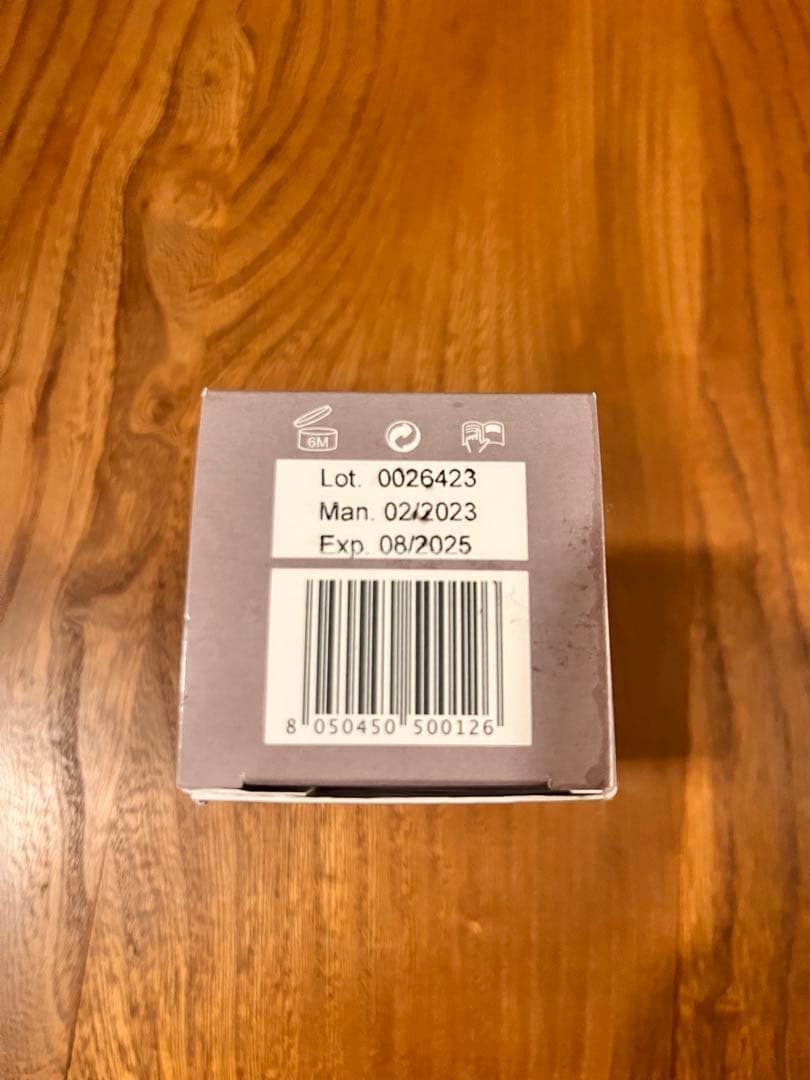 6M
Lot. 0026423
Man. 02/2023
Exp. 08/2025
8 050450 500126